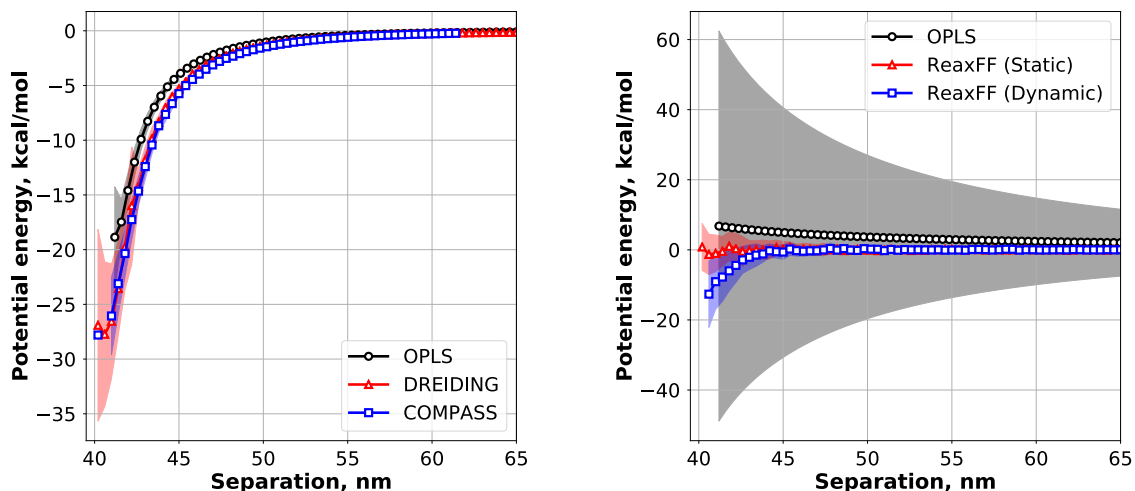 0
−5
−10
−15
−20
−25
−30
−35
Potential energy, kcal/mol
OPLS
DREIDING
COMPASS
40 45 50 55 60 65
Separation, nm
60
40
20
0
−20
−40
Potential energy, kcal/mol
OPLS
ReaxFF (Static)
ReaxFF (Dynamic)
40 45 50 55 60 65
Separation, nm